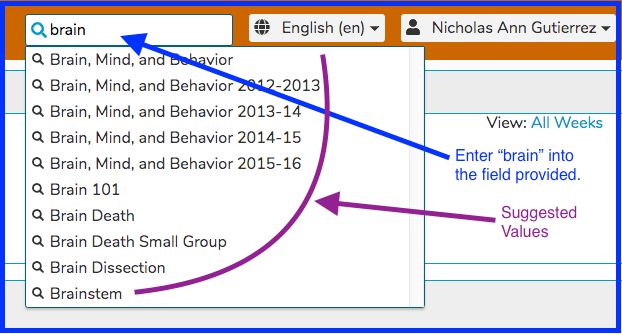 brain
English (en)
Nicholas Ann Gutierrez
Brain, Mind, and Behavior
Brain, Mind, and Behavior 2012-2013
Brain, Mind, and Behavior 2013-14
Brain, Mind, and Behavior 2014-15
Brain, Mind, and Behavior 2015-16
Brain 101
Brain Death
Brain Death Small Group
Brain Dissection
Brainstem
View: All Weeks
Enter “brain” into
the field provided.
Suggested
Values